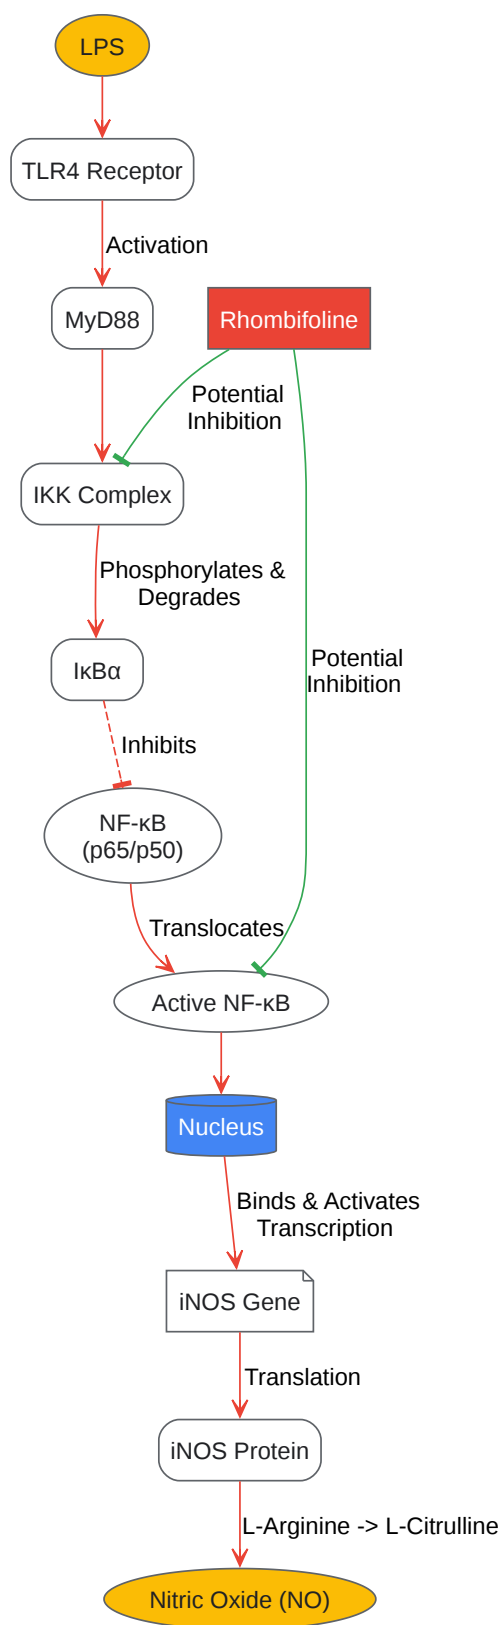 LPS
TLR4 Receptor
Activation
MyD88
Rhombifoline
Potential
Inhibition
IKK Complex
Phosphorylates &
Degrades
Potential
Inhibition
IκBα
Inhibits
NF-κB
(p65/p50)
Translocates
Active NF-κB
Nucleus
Binds & Activates
Transcription
iNOS Gene
Translation
iNOS Protein
L-Arginine -> L-Citrulline
Nitric Oxide (NO)